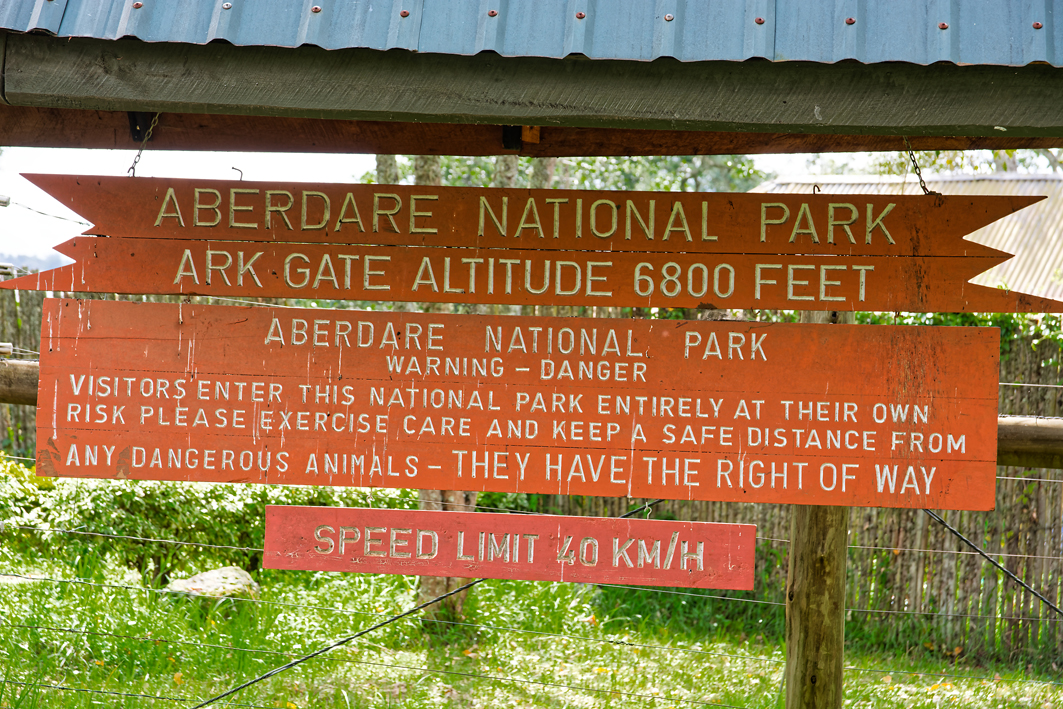 ABERDARE NATIONAL PARK
ARK GATE ALTITUDE 6800 FEET
ABERDARE NATIONAL PARK
WARNING - DANGER
VISITORS ENTER THIS NATIONAL PARK ENTIRELY AT THEIR OWN
RISK PLEASE EXERCISE CARE AND KEEP A SAFE DISTANCE FROM
ANY DANGEROUS ANIMALS - THEY HAVE THE RIGHT OF WAY
SPEED LIMIT 40 KM/H